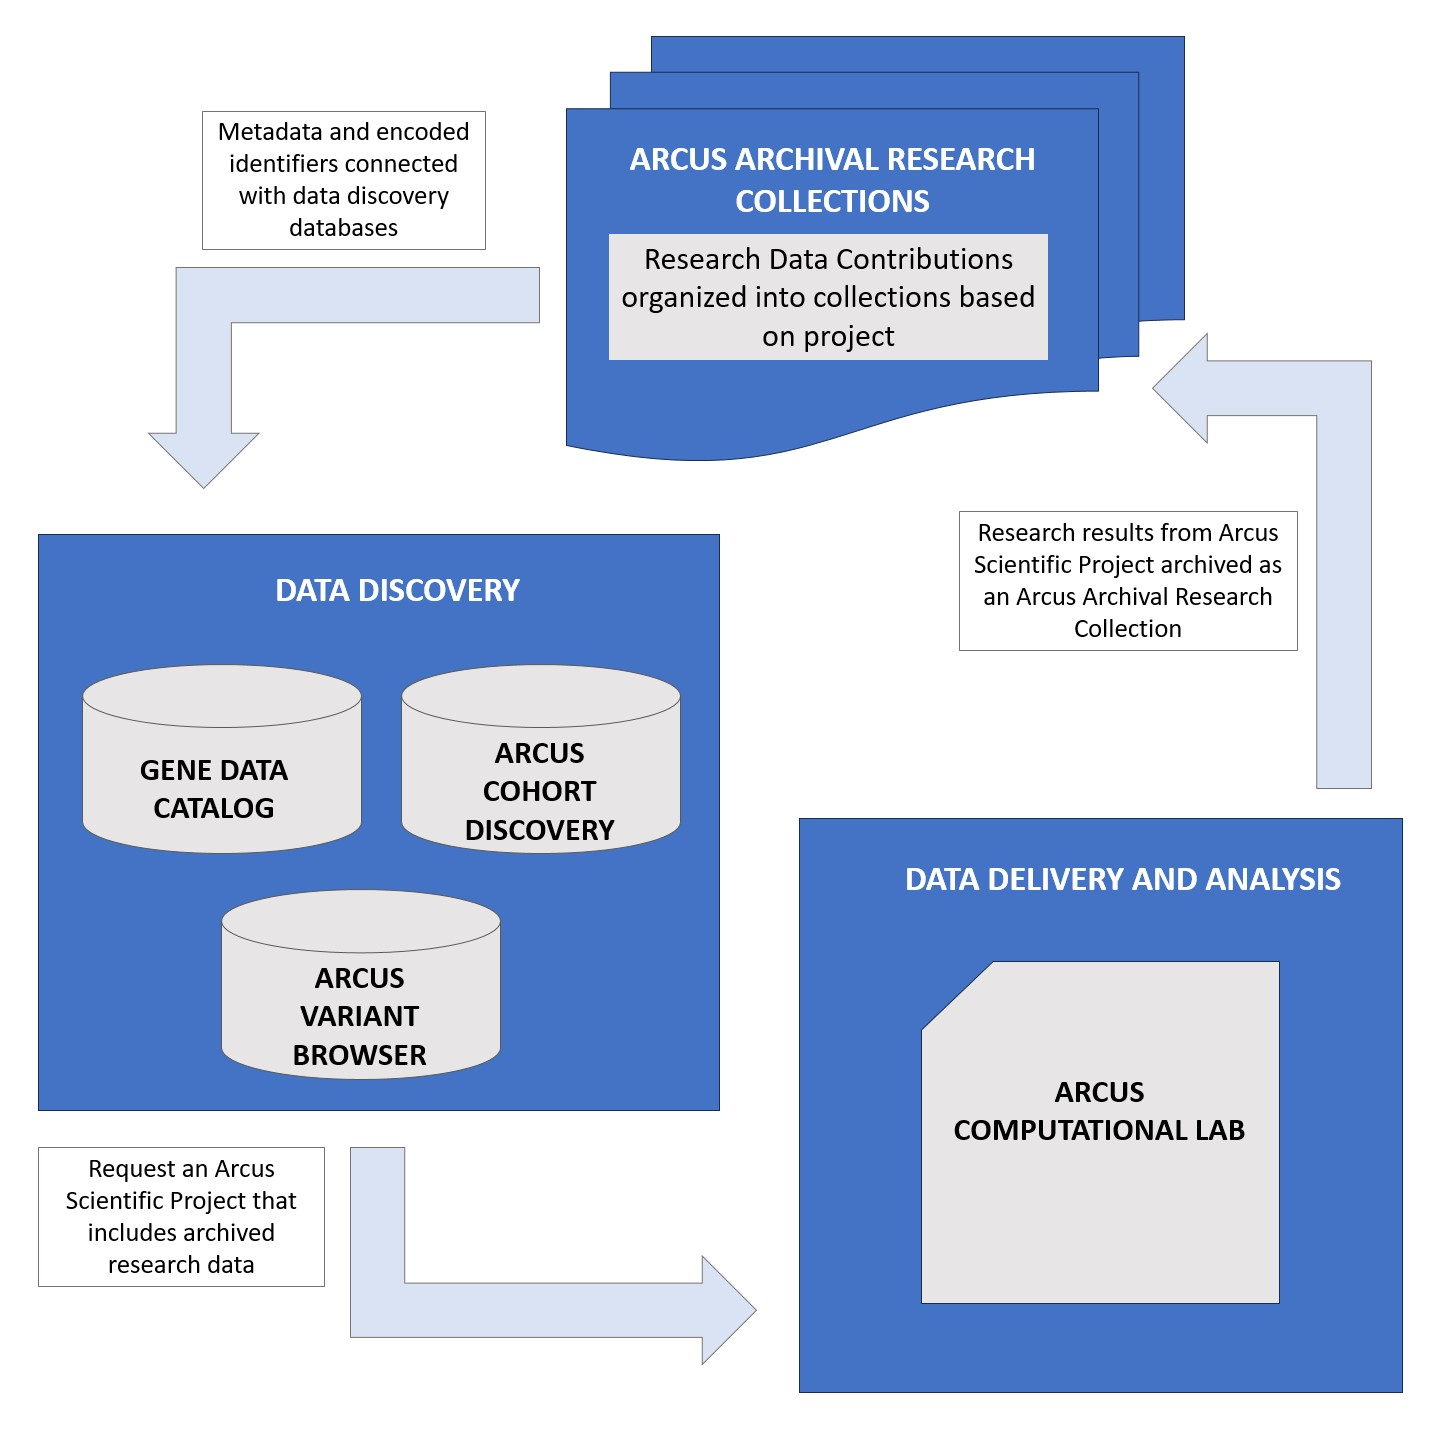 Metadata and encoded
identifiers connected
with data discovery
databases
ARCUS ARCHIVAL RESEARCH
COLLECTIONS
Research Data Contributions
organized into collections based
on project
Research results from Arcus
Scientific Project archived as
an Arcus Archival Research
Collection
DATA DISCOVERY
GENE DATA
CATALOG
ARCUS
COHORT
DISCOVERY
ARCUS
VARIANT
BROWSER
Request an Arcus
Scientific Project that
includes archived
research data
DATA DELIVERY AND ANALYSIS
ARCUS
COMPUTATIONAL LAB